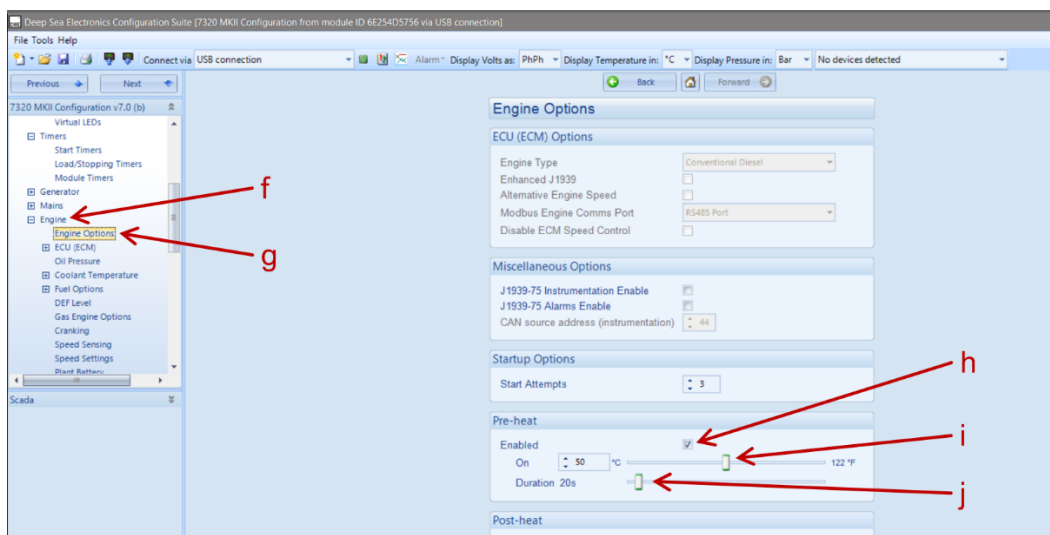 Deep Sea Electronics Configuration Suite [7320 MKII Configuration from module ID 6E254D5756 via USB connection]
File Tools Help
Connect via USB connection Alarm Display Volts as: PhPh Display Temperature in: °C Display Pressure in: Bar No devices detected
Previous Next Back Forward
7320 MKII Configuration v7.0 (b)
Virtual LEDs
Timers
Start Timers
Load/Stopping Timers
Module Timers
Generator
Mains
Engine
Engine Options
ECU (ECM)
Oil Pressure
Coolant Temperature
Fuel Options
DEF Level
Gas Engine Options
Cranking
Speed Sensing
Speed Settings
Plant Battery
Scada
f
g
Engine Options
ECU (ECM) Options
Engine Type Conventional Diesel
Enhanced J1939
Alternative Engine Speed
Modbus Engine Comms Port RS485 Port
Disable ECM Speed Control
Miscellaneous Options
J1939-75 Instrumentation Enable
J1939-75 Alarms Enable
CAN source address (instrumentation) 44
Startup Options
Start Attempts 3
Pre-heat
Enabled
On 50 °C 122 °F
Duration 20s
Post-heat
h
i
j